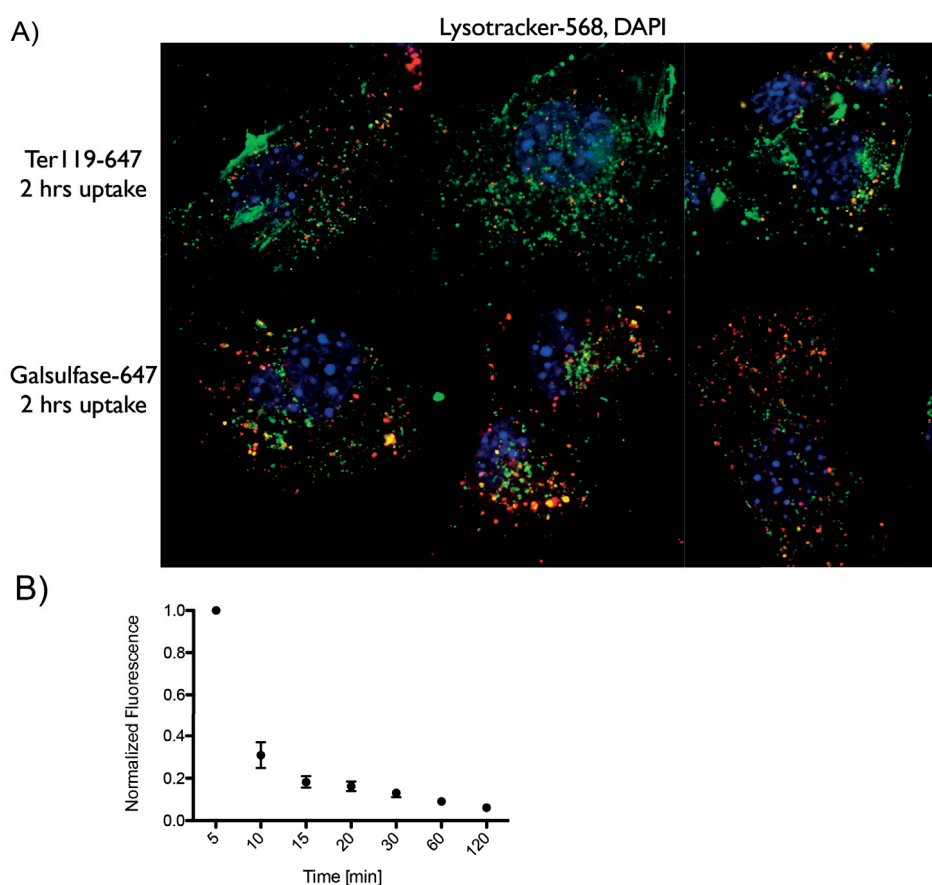 A)
Lysotracker-568, DAPI
Ter119-647
2 hrs uptake
Galsulfase-647
2 hrs uptake
B)
Normalized Fluorescence
1.0
0.8
0.6
0.4
0.2
0.0
5
10
15
20
30
60
120
Time [min]